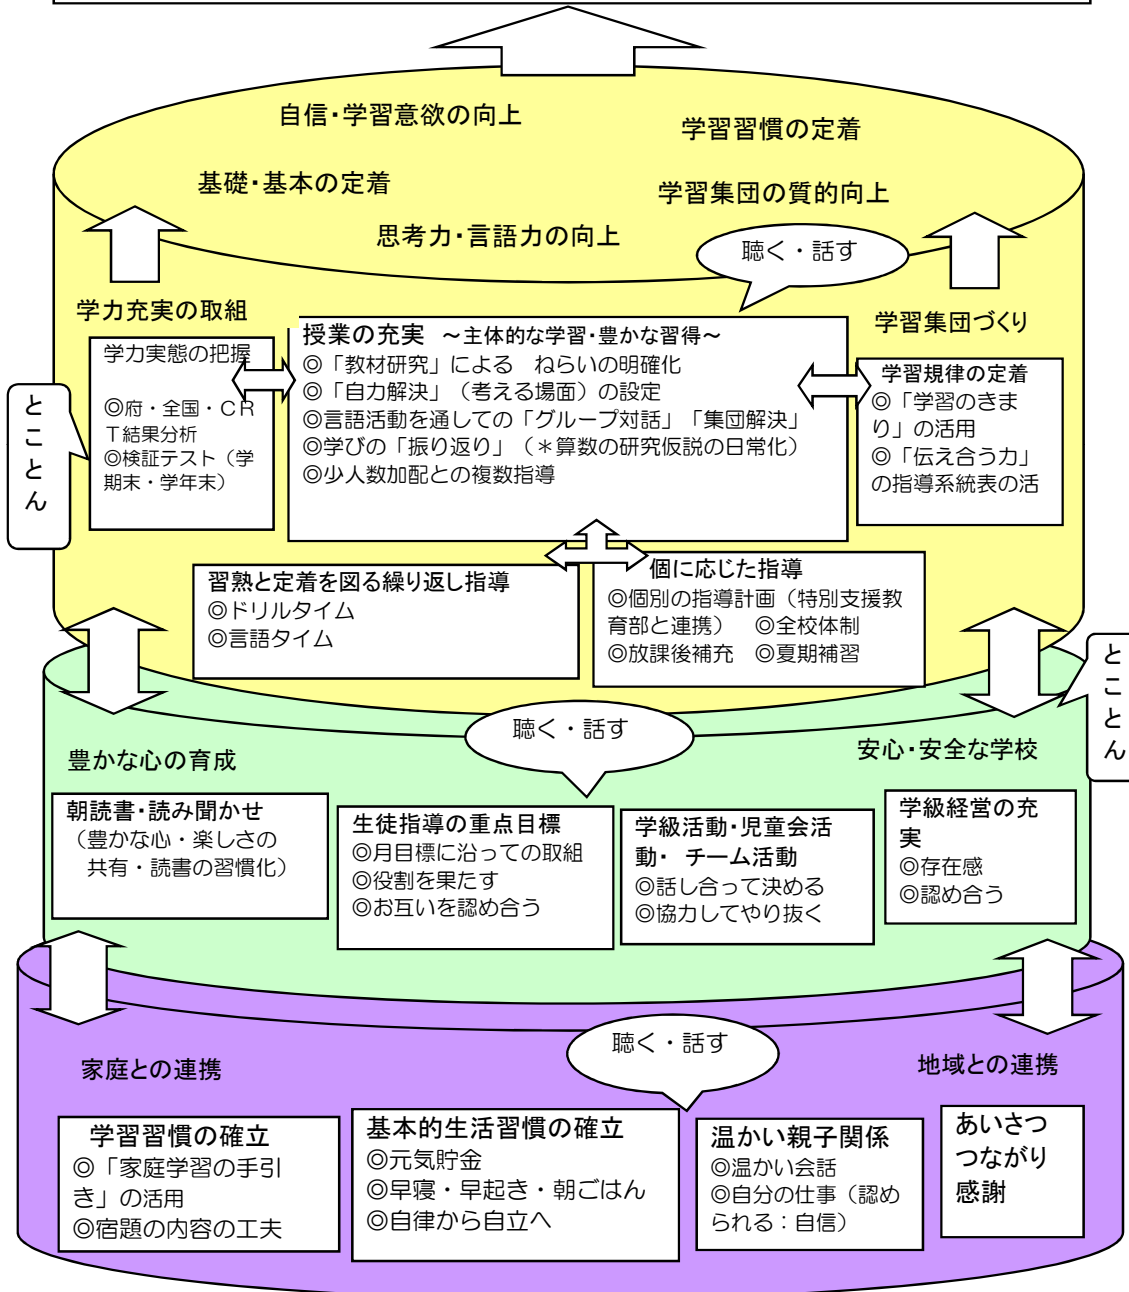 自信・学習意欲の向上
学習習慣の定着
基礎・基本の定着
学習集団の質的向上
思考力・言語力の向上
聴く・話す
学力充実の取組
学習集団づくり
とことん
学力実態の把握
◎府・全国・ＣＲ
Ｔ結果分析
◎検証テスト（学
期末・学年末）
授業の充実 ～主体的な学習・豊かな習得～
◎「教材研究」による　ねらいの明確化
◎「自力解決」（考える場面）の設定
◎言語活動を通しての「グループ対話」「集団解決」
◎学びの「振り返り」（＊算数の研究仮説の日常化）
◎少人数加配との複数指導
学習規律の定着
◎「学習のきま
り」の活用
◎「伝え合う力」
の指導系統表の活
習熟と定着を図る繰り返し指導
◎ドリルタイム
◎言語タイム
個に応じた指導
◎個別の指導計画（特別支援教
育部と連携）　◎全校体制
◎放課後補充　◎夏期補習
とことん
聴く・話す
豊かな心の育成
安心・安全な学校
朝読書・読み聞かせ
（豊かな心・楽しさの
共有・読書の習慣化）
生徒指導の重点目標
◎月目標に沿っての取組
◎役割を果たす
◎お互いを認め合う
学級活動・児童会活
動・ チーム活動
◎話し合って決める
◎協力してやり抜く
学級経営の充
実
◎存在感
◎認め合う
聴く・話す
家庭との連携
地域との連携
学習習慣の確立
◎「家庭学習の手引
き」の活用
◎宿題の内容の工夫
基本的生活習慣の確立
◎元気貯金
◎早寝・早起き・朝ごはん
◎自律から自立へ
温かい親子関係
◎温かい会話
◎自分の仕事（認め
られる：自信）
あいさつ
つながり
感謝